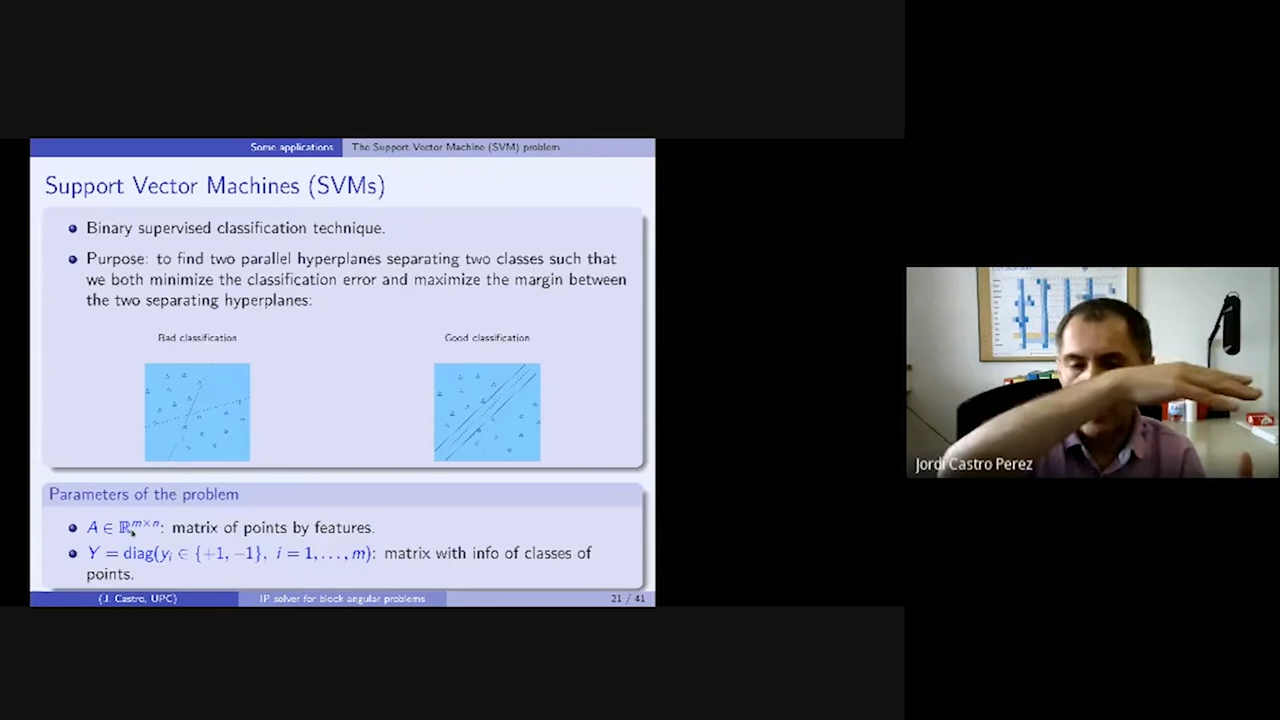 Some applications The Support Vector Machine (SVM) problem
Support Vector Machines (SVMs)
Binary supervised classification technique.
Purpose: to find two parallel hyperplanes separating two classes such that
we both minimize the classification error and maximize the margin between
the two separating hyperplanes:
Bad classification Good classification
Parameters of the problem
A ∈ ℝ^{m×n}: matrix of points by features.
Y = diag(y_i ∈ {+1, −1}, i = 1, . . . , m): matrix with info of classes of
points.
(J. Castro, UPC) IP solver for block angular problems 21 / 41
Jordi Castro Perez